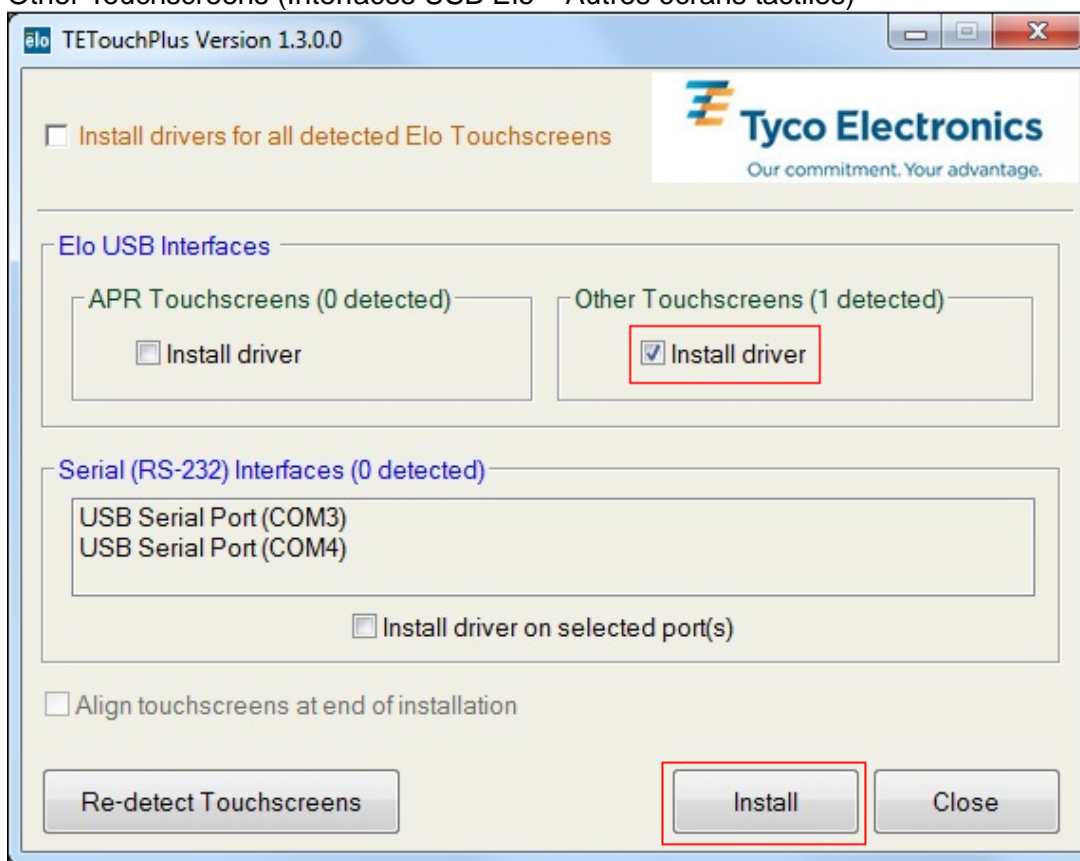 Other Touchscreens (Interfaces USB Elo – Autres écrans tactiles)
elo TETouchPlus Version 1.3.0.0
Install drivers for all detected Elo Touchscreens
Tyco Electronics
Our commitment. Your advantage.
Elo USB Interfaces
APR Touchscreens (0 detected)
Install driver
Other Touchscreens (1 detected)
Install driver
Serial (RS-232) Interfaces (0 detected)
USB Serial Port (COM3)
USB Serial Port (COM4)
Install driver on selected port(s)
Align touchscreens at end of installation
Re-detect Touchscreens
Install
Close